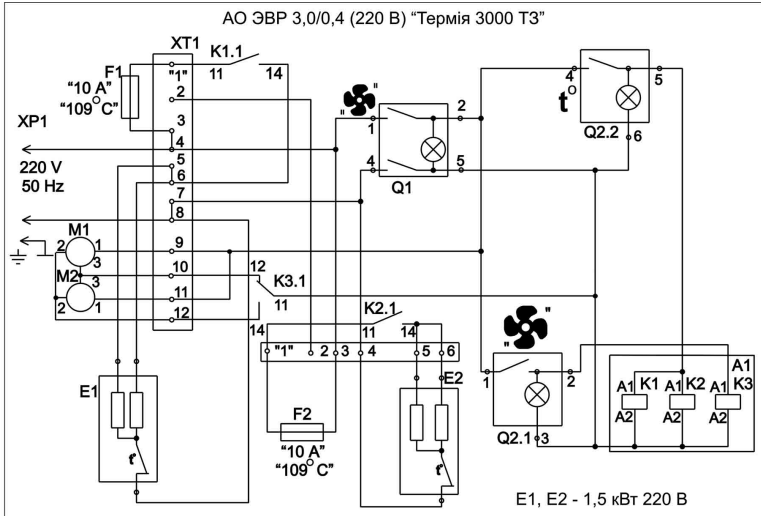 АО ЭВР 3,0/0,4 (220 В) “Термія 3000 ТЗ”
XT1
K1.1
F1
"1"
11
14
“10 A”
“109°C”
2
3
4
XP1
220 V
50 Hz
5
6
7
8
" "
1
2
4
5
Q1
4
t°
5
Q2.2
6
M1
2
1
3
M2
3
2
1
9
10
11
12
12
K3.1
11
14
K2.1
11
14
"1"
2
3
4
5
6
" "
1
2
Q2.1
3
A1
A1
K1
A1
K2
A1
K3
A2
A2
A2
E1
t°
F2
“10 A”
“109°C”
E2
t°
E1, E2 - 1,5 кВт 220 В